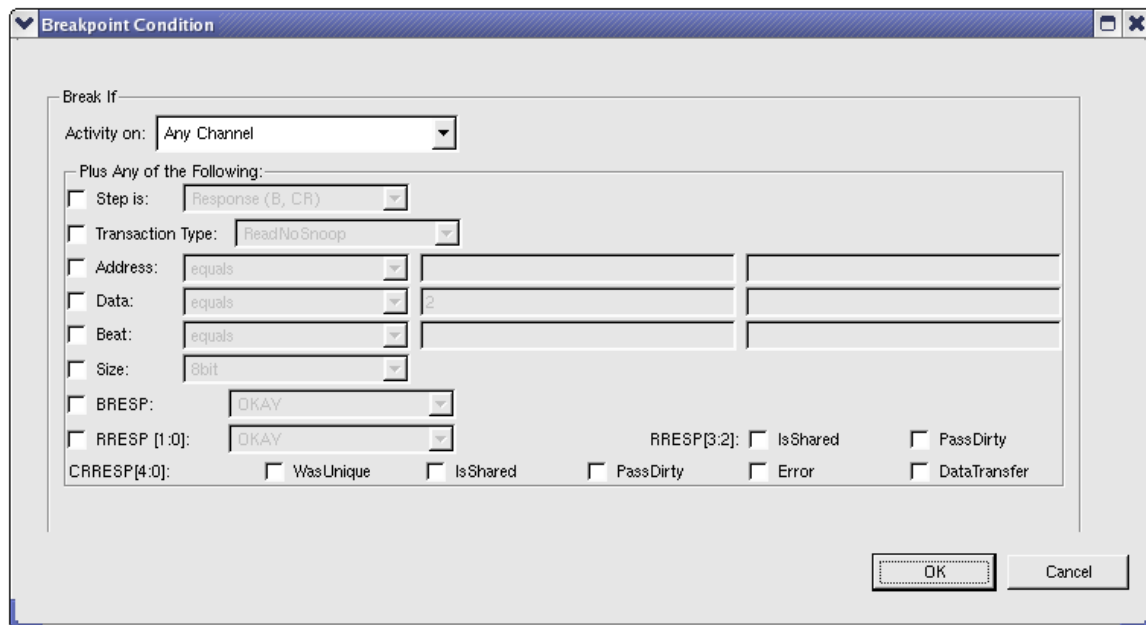 Breakpoint Condition
Break If
Activity on: Any Channel
Plus Any of the Following:
Step is: Response (B, CR)
Transaction Type: ReadNoSnoop
Address: equals
Data: equals 2
Beat: equals
Size: 8bit
BRESP: OKAY
RRESP [1:0]: OKAY RRESP[3:2]: IsShared PassDirty
CRRESP[4:0]: WasUnique IsShared PassDirty Error DataTransfer
OK Cancel